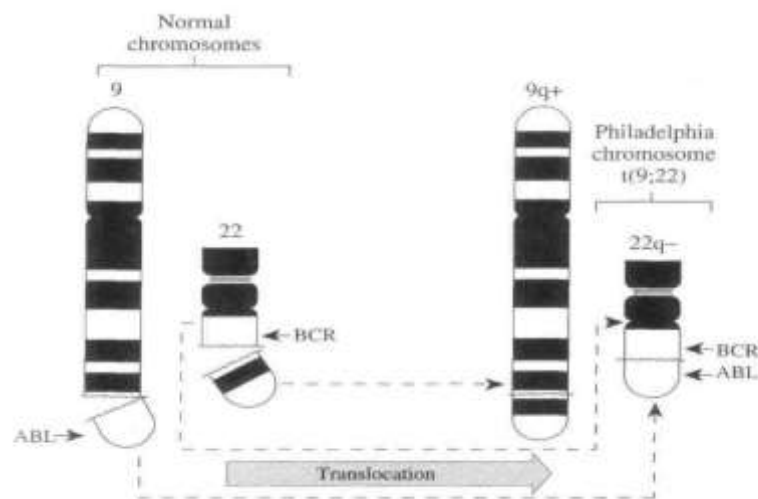 Normal
chromosomes
9
22
BCR
ABL
Translocation
9q+
Philadelphia
chromosome
t(9;22)
22q−
BCR
ABL